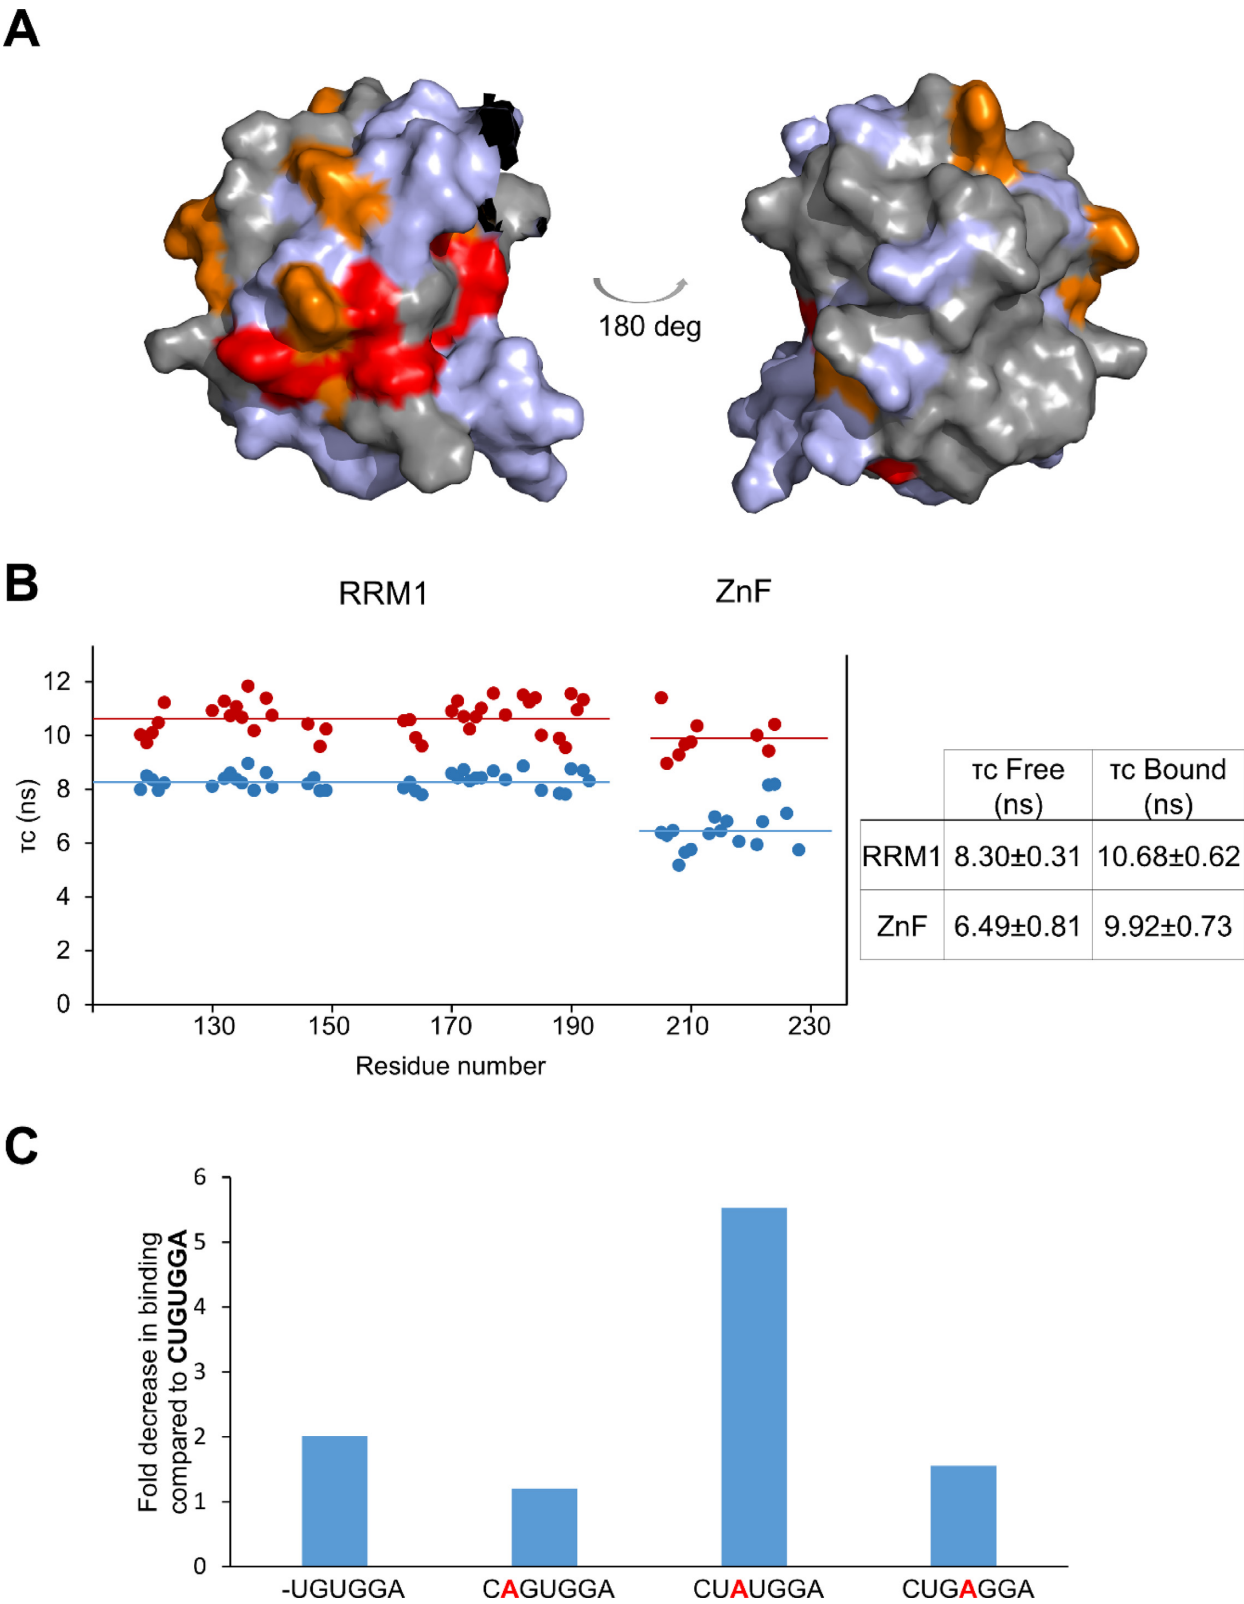 A
180 deg
B
RRM1 ZnF
12
10
8
6
4
2
0
τc (ns)
130 150 170 190 210 230
Residue number
τc Free (ns) τc Bound (ns)
RRM1 8.30±0.31 10.68±0.62
ZnF 6.49±0.81 9.92±0.73
C
Fold decrease in binding
compared to CUGUGGA
6
5
4
3
2
1
0
-UGUGGA CAGUGGA CUAUGGA CUGAGGA